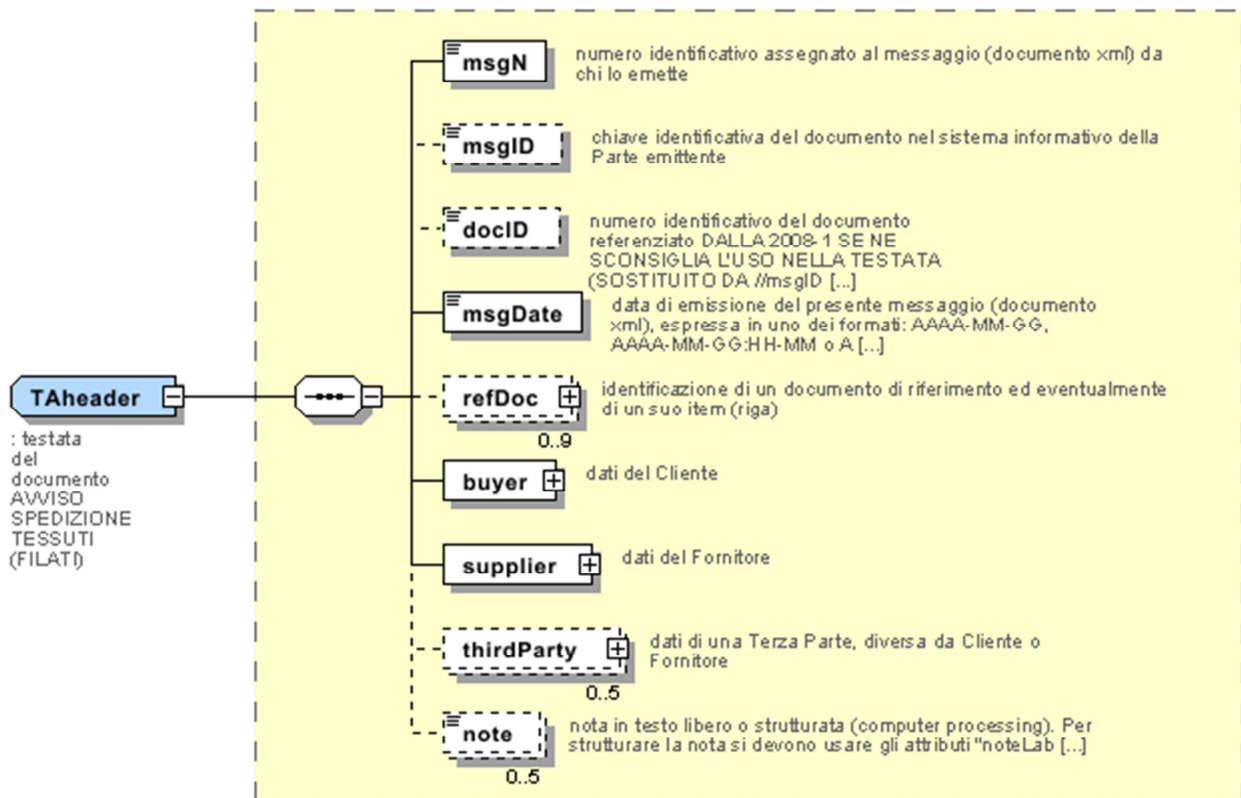 msgN
numero identificativo assegnato al messaggio (documento xml) da
chi lo emette
msgID
chiave identificativa del documento nel sistema informativo della
Parte emittente
docID
numero identificativo del documento
referenziato DALLA 2008-1 SE NE
SCONSIGLIA L'USO NELLA TESTATA
(SOSTITUITO DA //msgID [...]
msgDate
data di emissione del presente messaggio (documento
xml), espressa in uno dei formati: AAAA-MM-GG,
AAAA-MM-GG:HH-MM o A [...]
TAheader
: testata
del
documento
AVVISO
SPEDIZIONE
TESSUTI
(FILATI)
refDoc
0..9
identificazione di un documento di riferimento ed eventualmente
di un suo item (riga)
buyer
dati del Cliente
supplier
dati del Fornitore
thirdParty
0..5
dati di una Terza Parte, diversa da Cliente o
Fornitore
note
0..5
nota in testo libero o strutturata (computer processing). Per
strutturare la nota si devono usare gli attributi "noteLab [...]